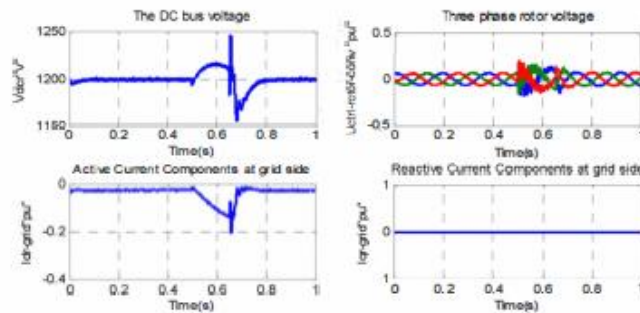 The DC bus voltage
Three phase rotor voltage
1250
1200
1150
0 0.2 0.4 0.6 0.8 1
Time(s)
0.5
0
-0.5
0 0.2 0.4 0.6 0.8 1
Time(s)
Active Current Components at grid side
Reactive Current Components at grid side
Idr-grid"pu"
0
-0.2
-0.4
0 0.2 0.4 0.6 0.8 1
Time(s)
Iqr-grid"pu"
1
0
1
0 0.2 0.4 0.6 0.8 1
Time(s)